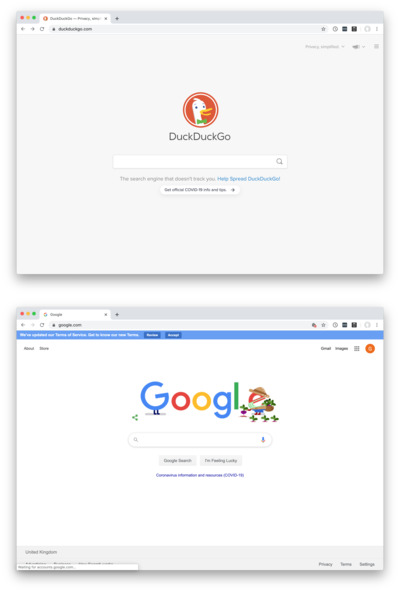 DuckDuckGo — Privacy, simpl
duckduckgo.com
Privacy, simplified.
DuckDuckGo
The search engine that doesn't track you. Help Spread DuckDuckGo!
Get official COVID-19 info and tips.
Google
google.com
We've updated our Terms of Service. Get to know our new Terms. Review Accept
About Store Gmail Images G
Google
Google Search I'm Feeling Lucky
Coronavirus information and resources (COVID-19)
United Kingdom
Waiting for accounts.google.com...
Privacy Terms Settings